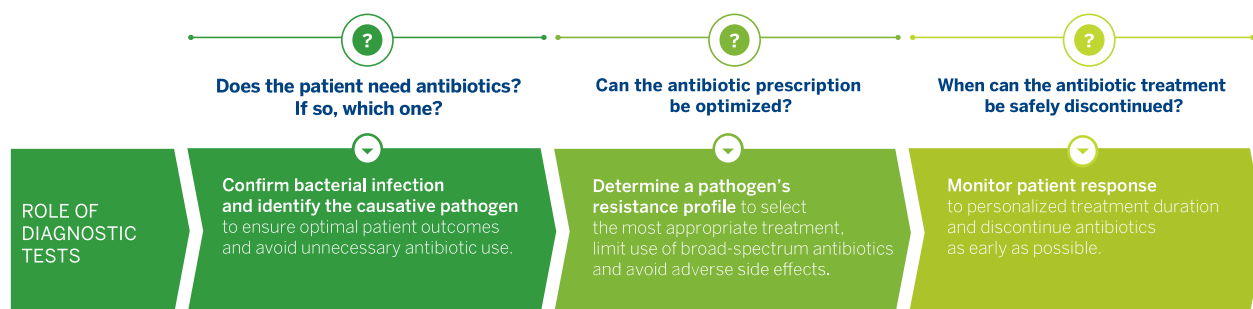 ?
Does the patient need antibiotics?
If so, which one?
?
Can the antibiotic prescription
be optimized?
?
When can the antibiotic treatment
be safely discontinued?
ROLE OF
DIAGNOSTIC
TESTS
Confirm bacterial infection
and identify the causative pathogen
to ensure optimal patient outcomes
and avoid unnecessary antibiotic use.
Determine a pathogen's
resistance profile to select
the most appropriate treatment,
limit use of broad-spectrum antibiotics
and avoid adverse side effects.
Monitor patient response
to personalized treatment duration
and discontinue antibiotics
as early as possible.